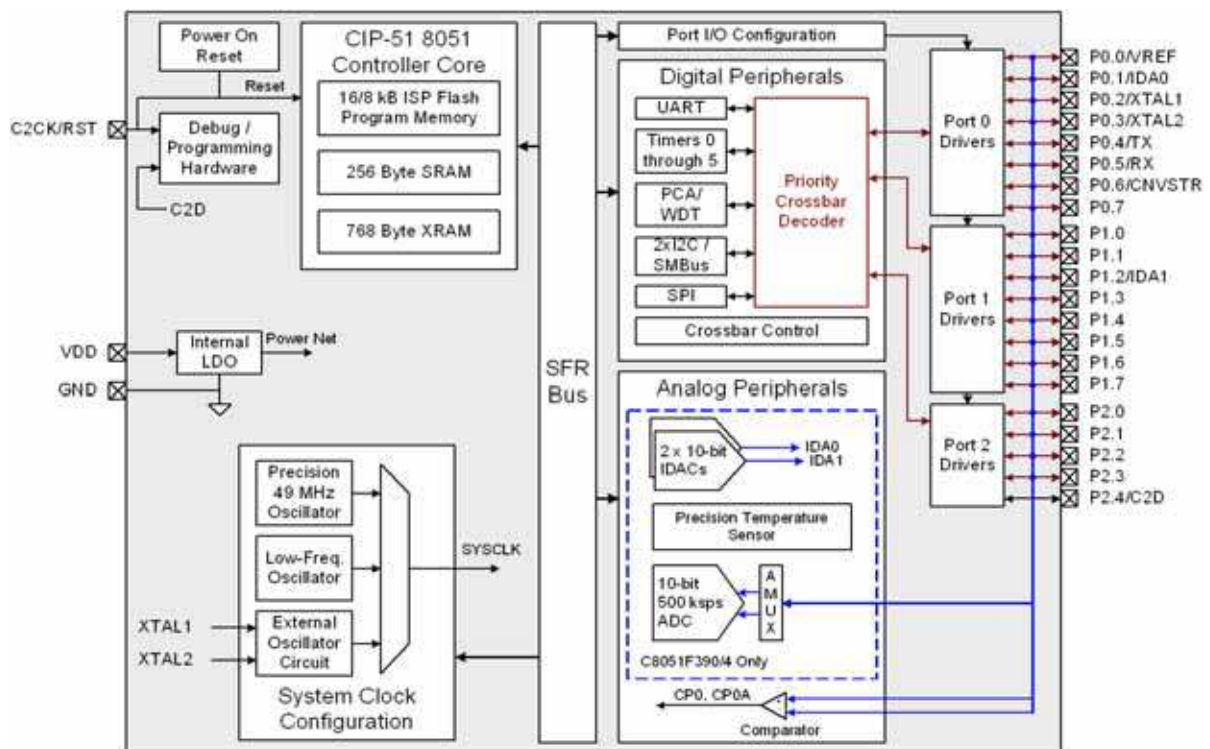 Power On
Reset
Reset
C2CK/RST
Debug /
Programming
Hardware
C2D
CIP-51 8051
Controller Core
16/8 kB ISP Flash
Program Memory
256 Byte SRAM
768 Byte XRAM
VDD
GND
Internal
LDO
Power Net
Precision
49 MHz
Oscillator
Low-Freq.
Oscillator
External
Oscillator
Circuit
XTAL1
XTAL2
SYSCLK
System Clock
Configuration
SFR
Bus
Port I/O Configuration
Digital Peripherals
UART
Timers 0
through 5
PCA/
WDT
2xI2C /
SMBus
SPI
Priority
Crossbar
Decoder
Crossbar Control
Analog Peripherals
2 x 10-bit
IDACs
IDA0
IDA1
Precision Temperature
Sensor
10-bit
500 ksps
ADC
A
M
U
X
C8051F390/4 Only
CP0, CP0A
+
-
Comparator
Port 0
Drivers
Port 1
Drivers
Port 2
Drivers
P0.0/VREF
P0.1/IDA0
P0.2/XTAL1
P0.3/XTAL2
P0.4/TX
P0.5/RX
P0.6/CNVSTR
P0.7
P1.0
P1.1
P1.2/IDA1
P1.3
P1.4
P1.5
P1.6
P1.7
P2.0
P2.1
P2.2
P2.3
P2.4/C2D